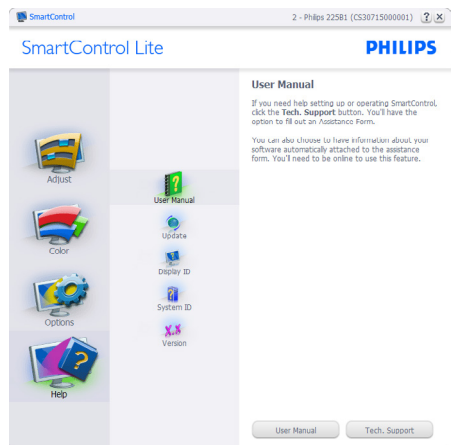 SmartControl
2 - Philips 225B1 (CS30715000001)
? X
SmartControl Lite
PHILIPS
Adjust
Color
Options
Help
User Manual
Update
Display ID
System ID
X.X
Version
User Manual
If you need help setting up or operating SmartControl,
click the Tech. Support button. You'll have the
option to fill out an Assistance Form.
You can also choose to have information about your
software automatically attached to the assistance
form. You'll need to be online to use this feature.
User Manual
Tech. Support